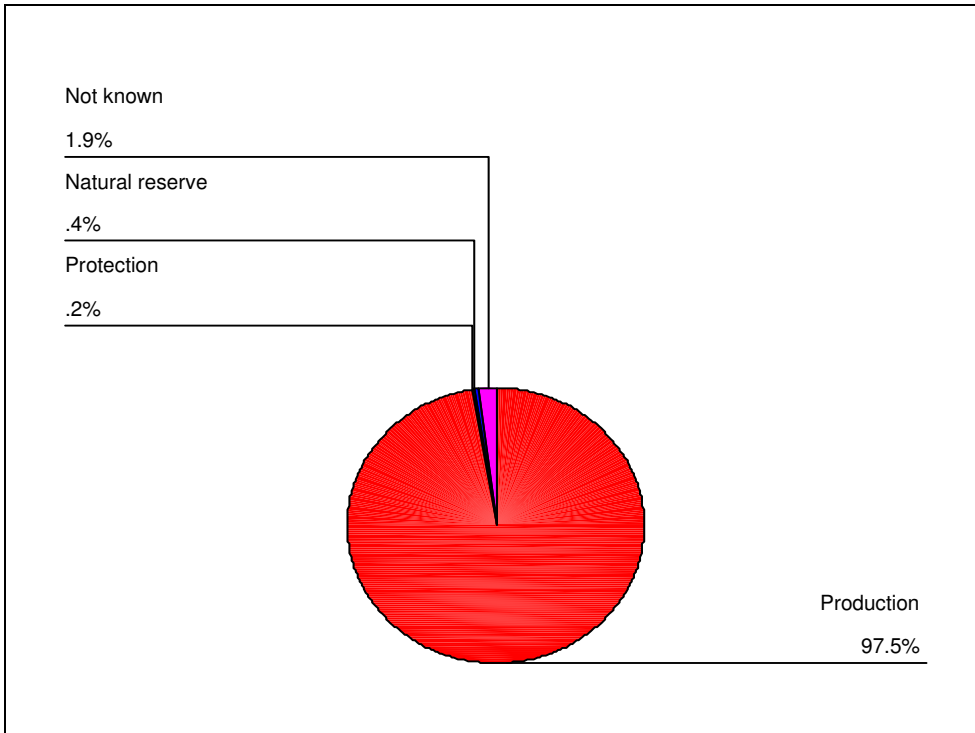 Not known
1.9%
Natural reserve
.4%
Protection
.2%
Production
97.5%